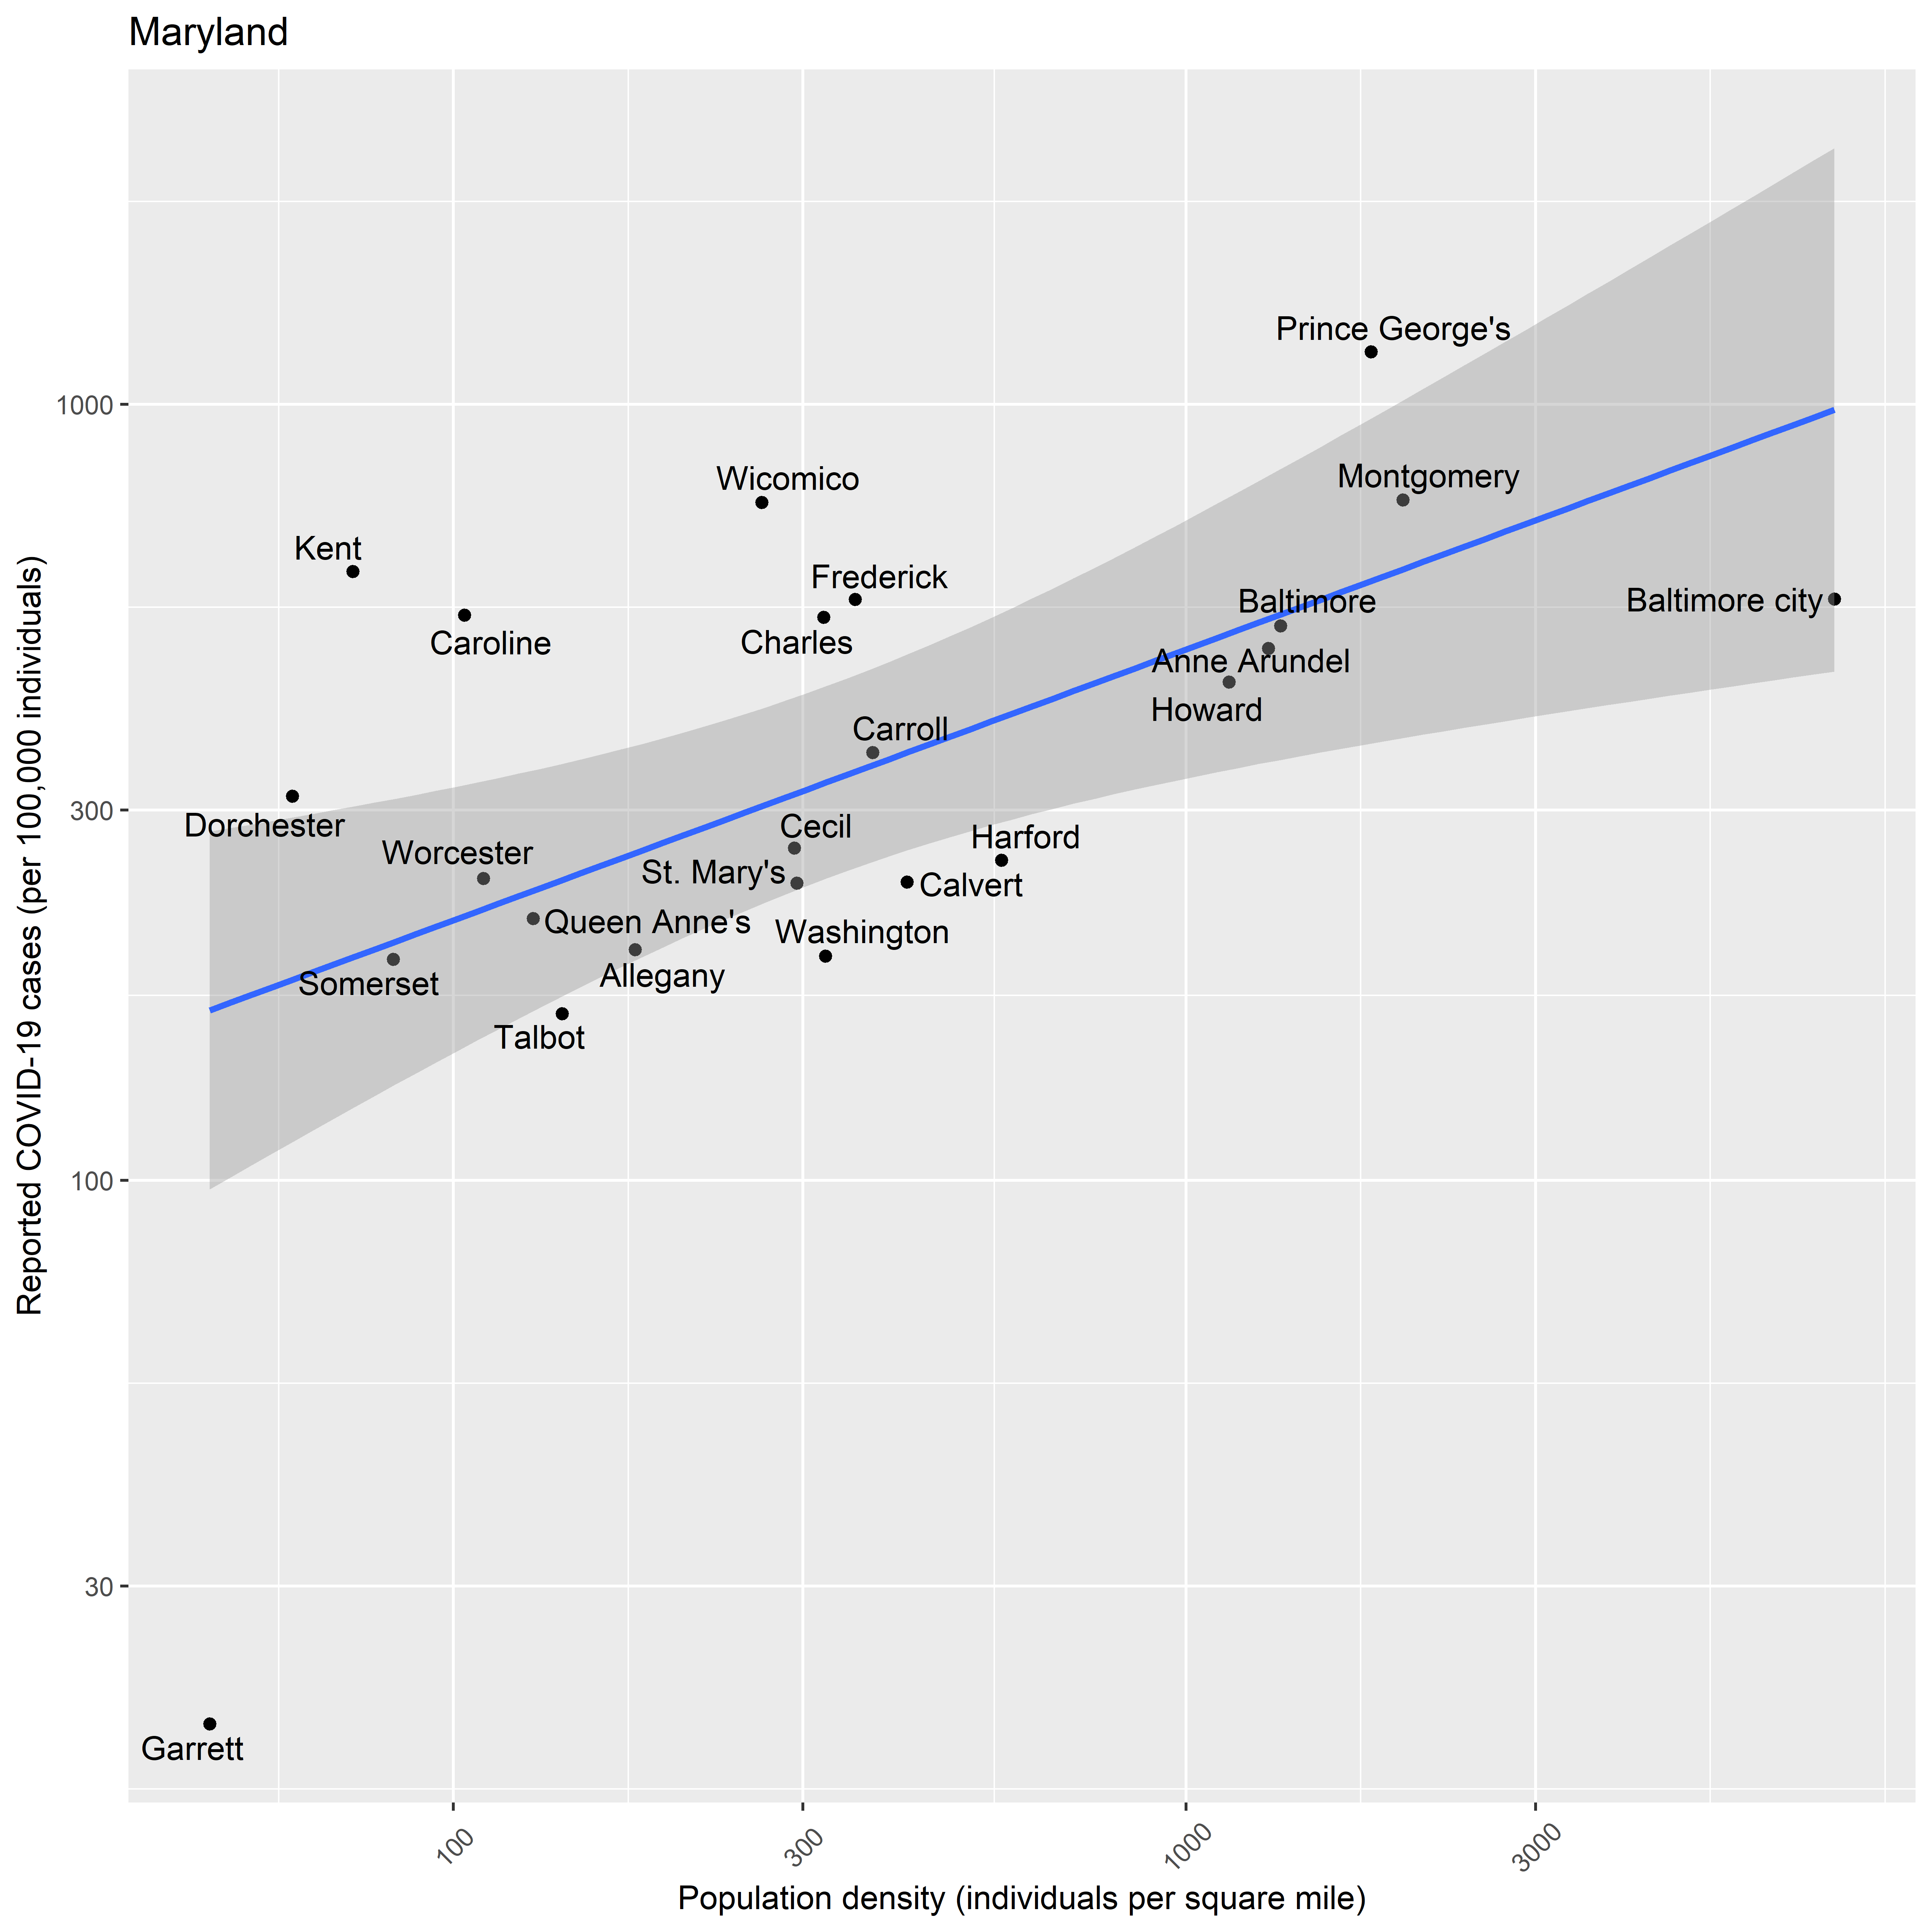 Maryland
Reported COVID-19 cases (per 100,000 individuals)
1000
300
100
30
Prince George's
Montgomery
Wicomico
Kent
Frederick
Baltimore
Baltimore city
Caroline
Charles
Anne Arundel
Howard
Carroll
Dorchester
Cecil
Harford
Worcester
St. Mary's
Calvert
Queen Anne's
Washington
Somerset
Allegany
Talbot
Garrett
100
300
1000
3000
Population density (individuals per square mile)